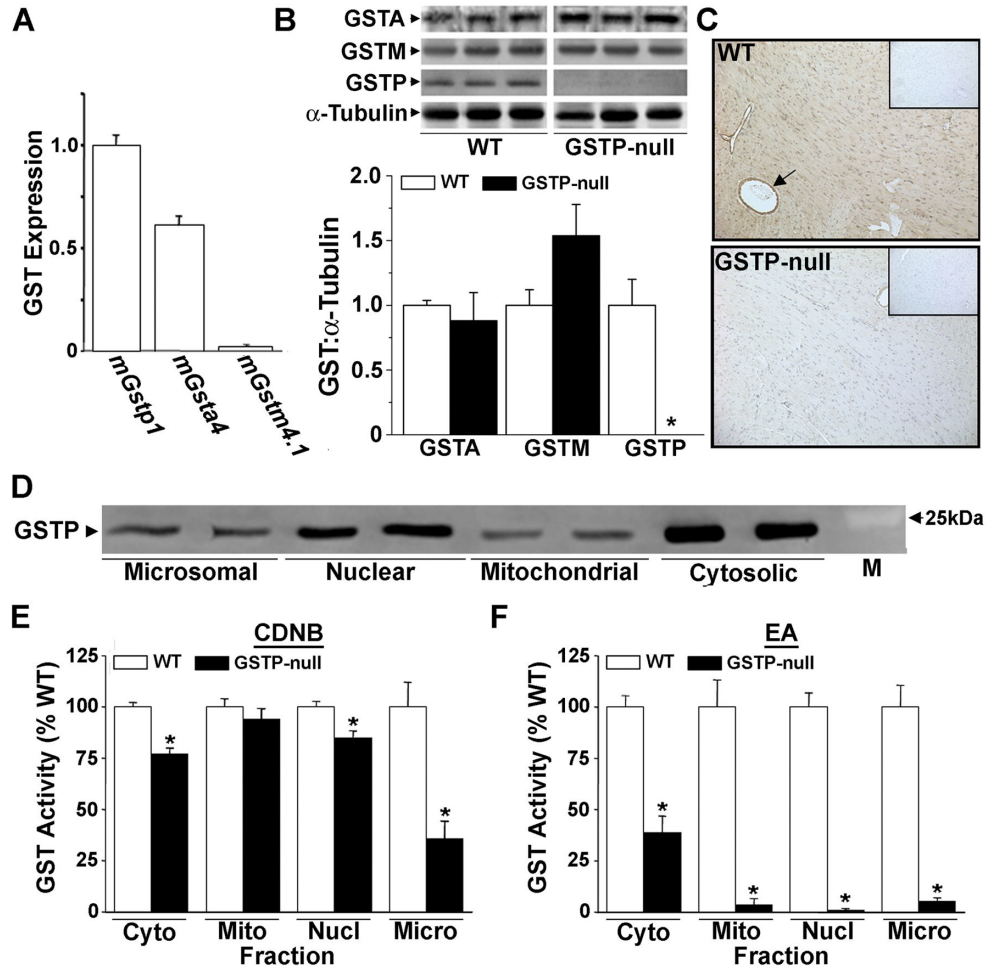 A
GST Expression
1.0
0.5
0
mGstp1
mGsta4
mGstm4.1
B
GSTA
GSTM
GSTP
α-Tubulin
WT GSTP-null
GST:α-Tubulin
2.0
1.5
1.0
0.5
0
WT GSTP-null
*
GSTA GSTM GSTP
C
WT
GSTP-null
D
GSTP
25kDa
Microsomal Nuclear Mitochondrial Cytosolic M
E
CDNB
WT GSTP-null
GST Activity (% WT)
125
100
75
50
25
0
* * *
Cyto Mito Nucl Micro
Fraction
F
EA
WT GSTP-null
GST Activity (% WT)
125
100
75
50
25
0
* * * *
Cyto Mito Nucl Micro
Fraction